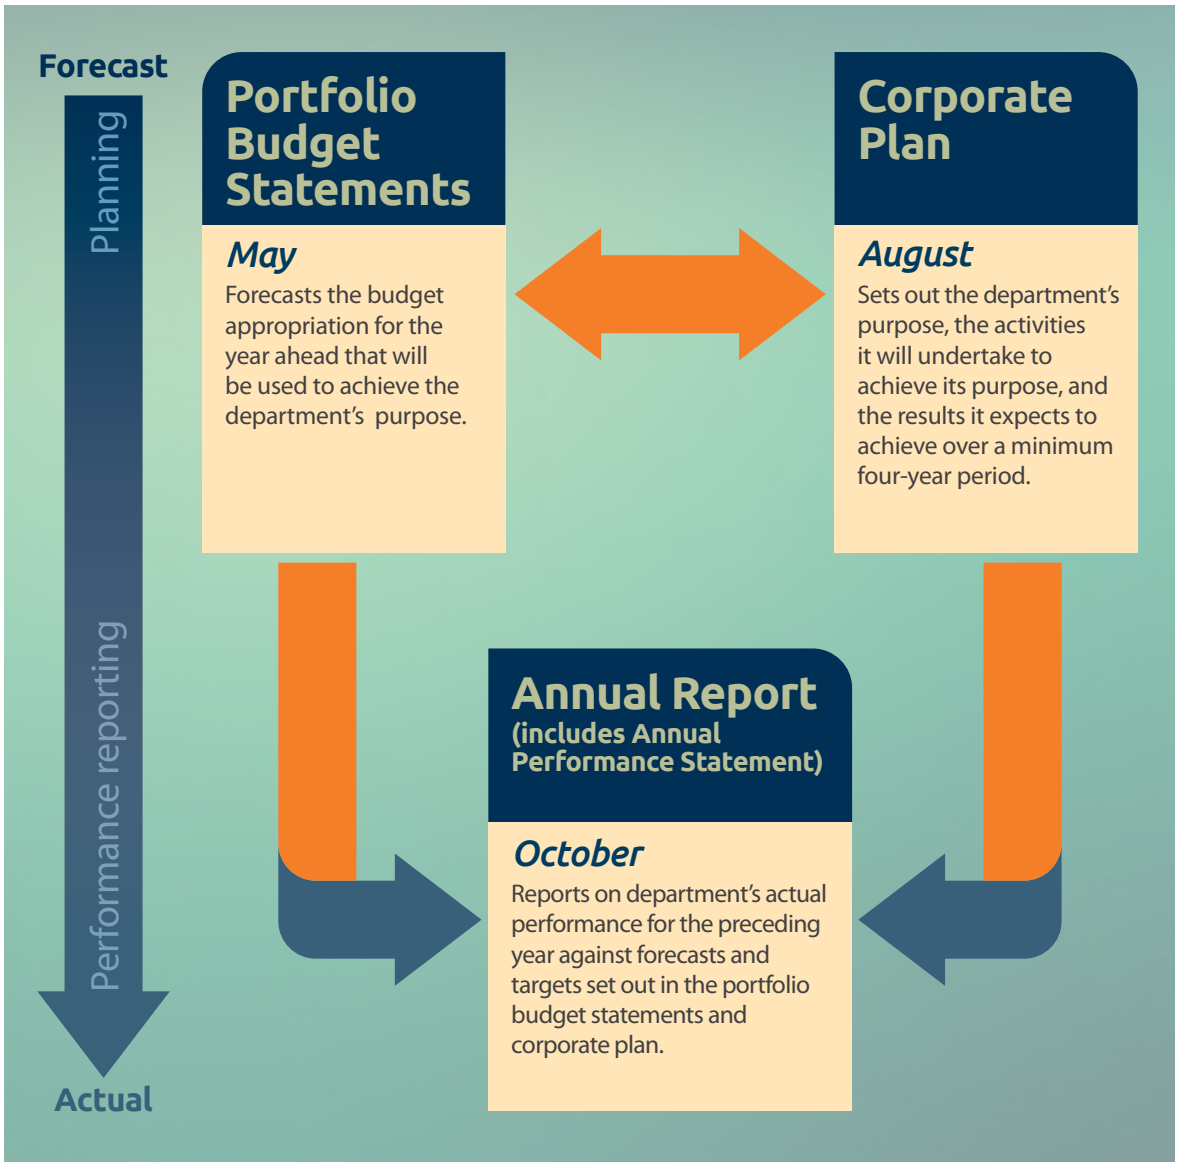 Forecast
Planning
Performance reporting
Actual
Portfolio
Budget
Statements
May
Forecasts the budget
appropriation for the
year ahead that will
be used to achieve the
department’s purpose.
Corporate
Plan
August
Sets out the department’s
purpose, the activities
it will undertake to
achieve its purpose, and
the results it expects to
achieve over a minimum
four-year period.
Annual Report
(includes Annual
Performance Statement)
October
Reports on department’s actual
performance for the preceding
year against forecasts and
targets set out in the portfolio
budget statements and
corporate plan.